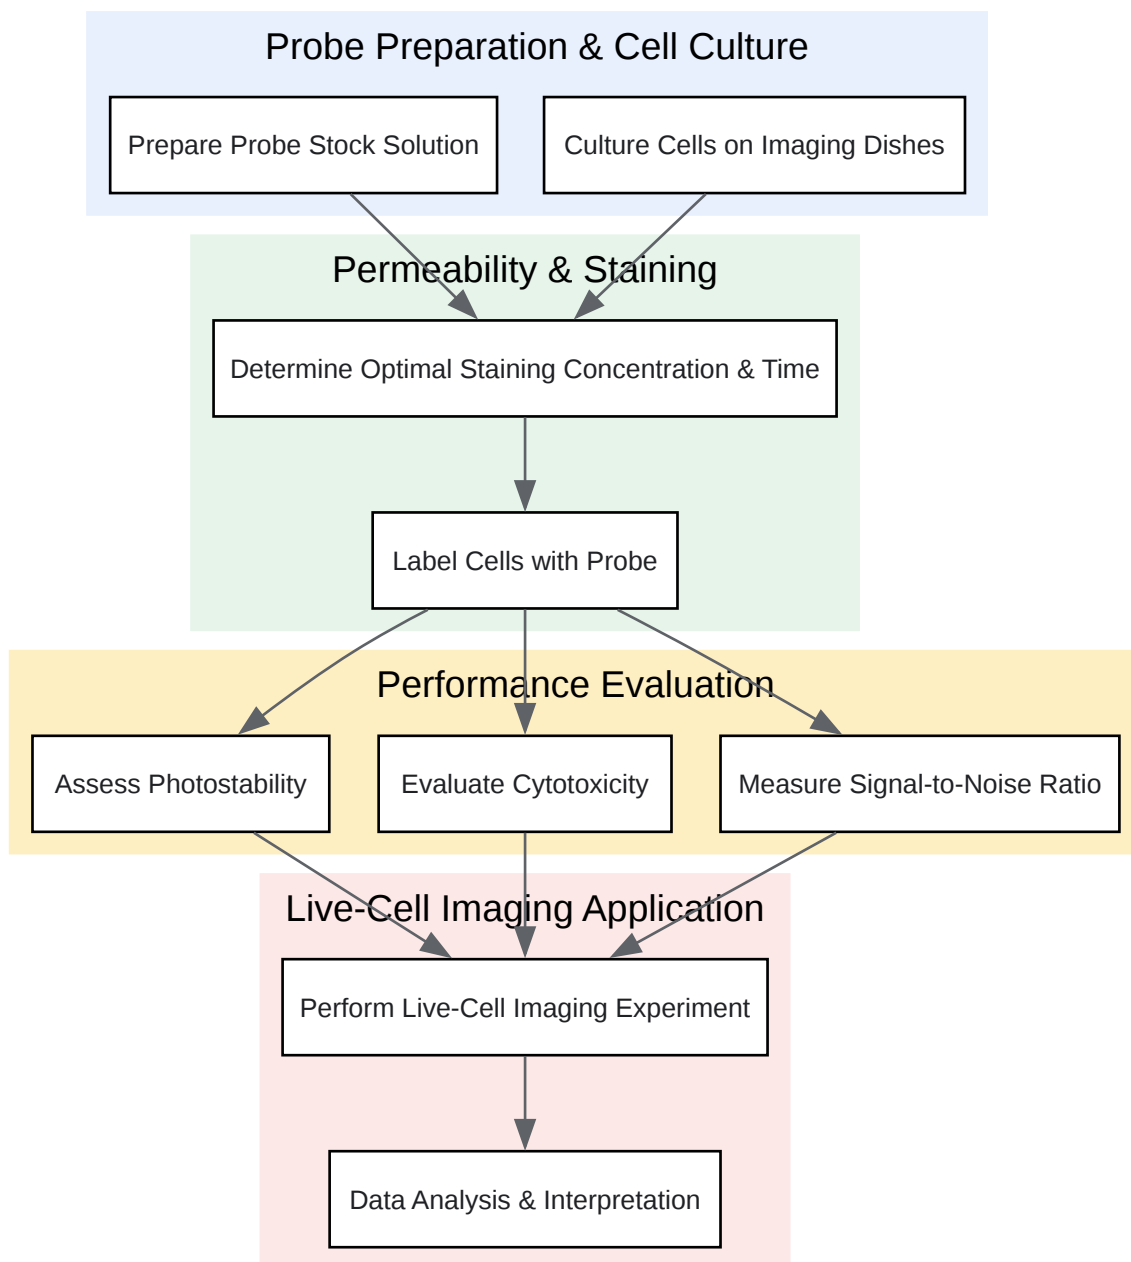 Probe Preparation & Cell Culture
Prepare Probe Stock Solution
Culture Cells on Imaging Dishes
Permeability & Staining
Determine Optimal Staining Concentration & Time
Label Cells with Probe
Performance Evaluation
Assess Photostability
Evaluate Cytotoxicity
Measure Signal-to-Noise Ratio
Live-Cell Imaging Application
Perform Live-Cell Imaging Experiment
Data Analysis & Interpretation